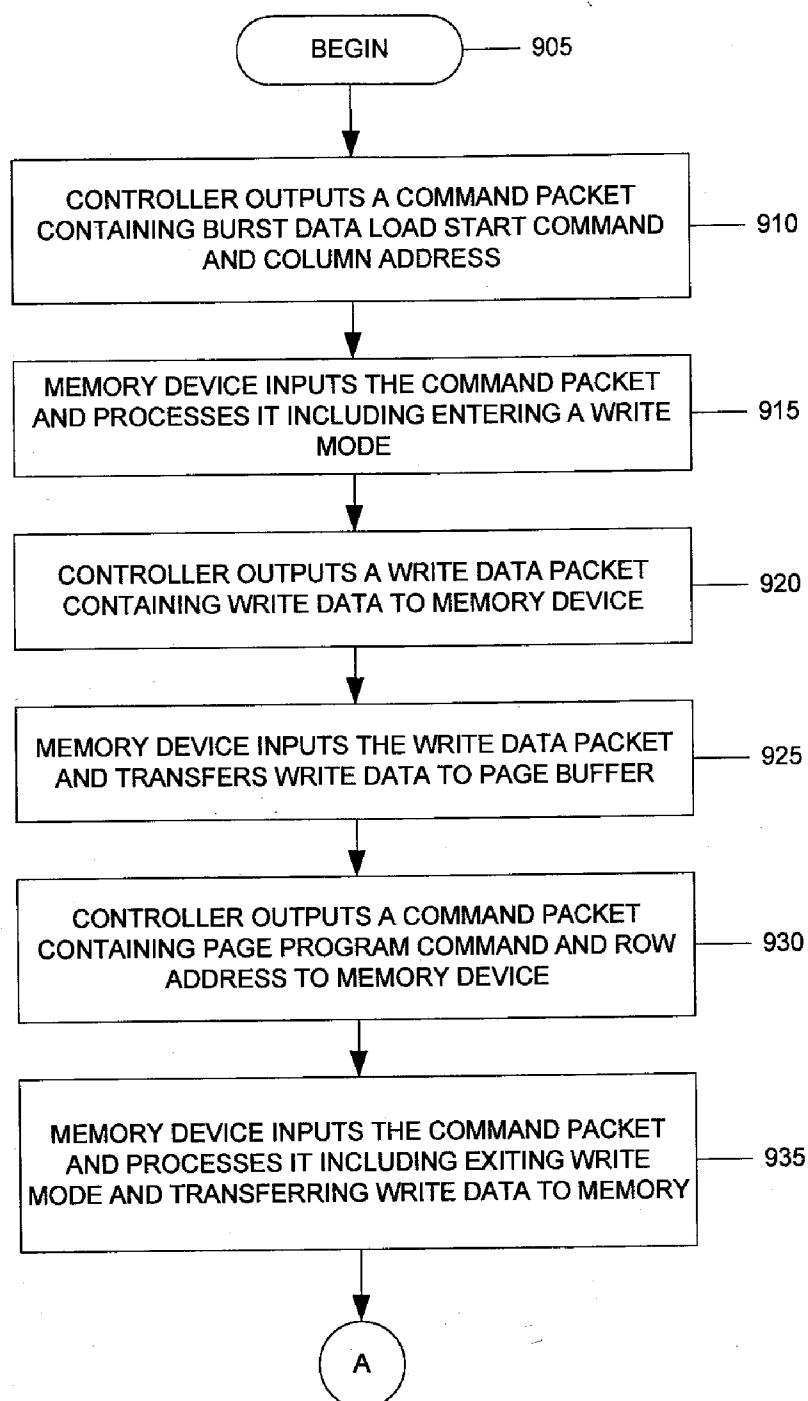 BEGIN
905
CONTROLLER OUTPUTS A COMMAND PACKET
CONTAINING BURST DATA LOAD START COMMAND
AND COLUMN ADDRESS
910
MEMORY DEVICE INPUTS THE COMMAND PACKET
AND PROCESSES IT INCLUDING ENTERING A WRITE
MODE
915
CONTROLLER OUTPUTS A WRITE DATA PACKET
CONTAINING WRITE DATA TO MEMORY DEVICE
920
MEMORY DEVICE INPUTS THE WRITE DATA PACKET
AND TRANSFERS WRITE DATA TO PAGE BUFFER
925
CONTROLLER OUTPUTS A COMMAND PACKET
CONTAINING PAGE PROGRAM COMMAND AND ROW
ADDRESS TO MEMORY DEVICE
930
MEMORY DEVICE INPUTS THE COMMAND PACKET
AND PROCESSES IT INCLUDING EXITING WRITE
MODE AND TRANSFERRING WRITE DATA TO MEMORY
935
A